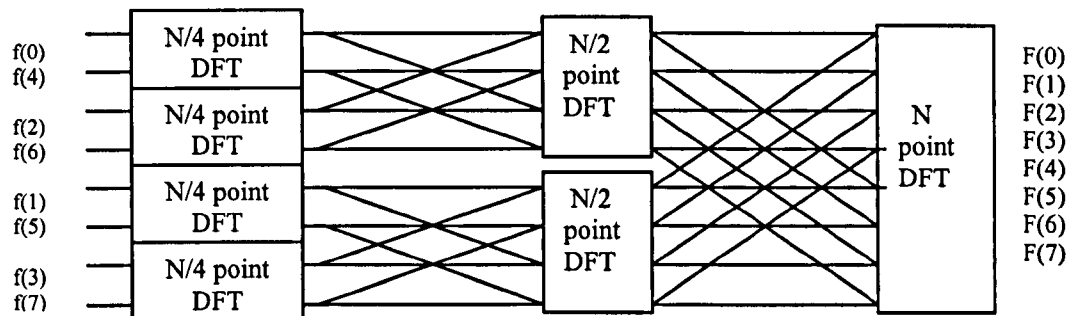 f(0)
f(4)
f(2)
f(6)
f(1)
f(5)
f(3)
f(7)
N/4 point
DFT
N/4 point
DFT
N/4 point
DFT
N/4 point
DFT
N/2
point
DFT
N/2
point
DFT
N
point
DFT
F(0)
F(1)
F(2)
F(3)
F(4)
F(5)
F(6)
F(7)